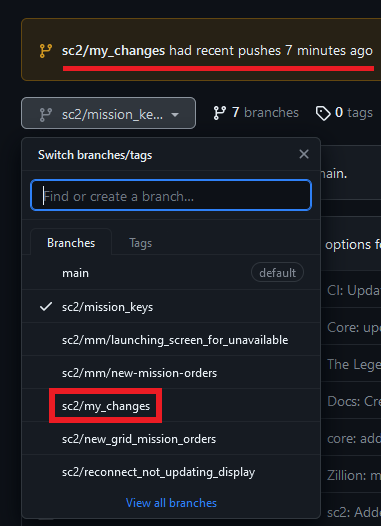 sc2/my_changes had recent pushes 7 minutes ago
sc2/mission_ke... 7 branches 0 tags
Switch branches/tags
main.
Find or create a branch...
Branches Tags
options fo
main default
CI: Upda
sc2/mission_keys
Core: upd
sc2/mm/launching_screen_for_unavailable
The Lege
sc2/mm/new-mission-orders
Docs: Cre
sc2/my_changes
core: add
sc2/new_grid_mission_orders
Zillion: m
sc2/reconnect_not_updating_display
View all branches
sc2: Adde